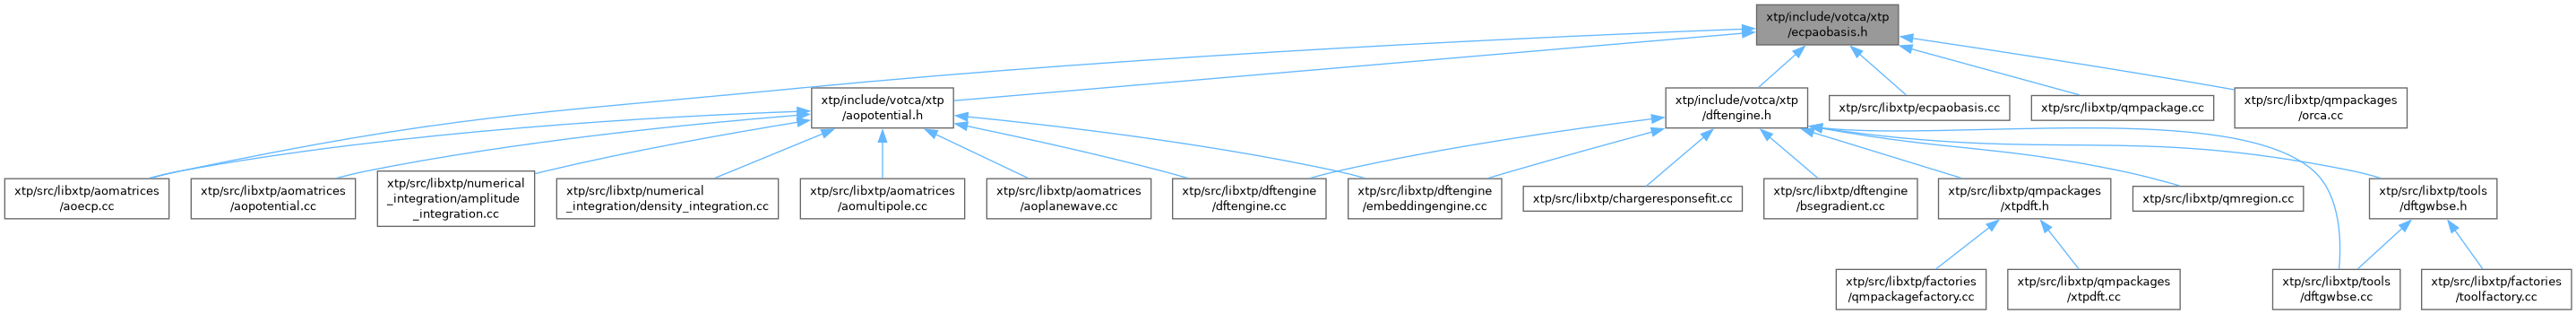 xtp/include/votca/xtp
/ecpaobasis.h
xtp/include/votca/xtp
/aopotential.h
xtp/include/votca/xtp
/dftengine.h
xtp/src/libxtp/ecpaobasis.cc
xtp/src/libxtp/qmpackage.cc
xtp/src/libxtp/qmpackages
/orca.cc
xtp/src/libxtp/aomatrices
/aoecp.cc
xtp/src/libxtp/aomatrices
/aopotential.cc
xtp/src/libxtp/numerical
_integration/amplitude
_integration.cc
xtp/src/libxtp/numerical
_integration/density_integration.cc
xtp/src/libxtp/aomatrices
/aomultipole.cc
xtp/src/libxtp/aomatrices
/aoplanewave.cc
xtp/src/libxtp/dftengine
/dftengine.cc
xtp/src/libxtp/dftengine
/embeddingengine.cc
xtp/src/libxtp/chargeresponsefit.cc
xtp/src/libxtp/dftengine
/bsegradient.cc
xtp/src/libxtp/qmpackages
/xtpdft.h
xtp/src/libxtp/qmregion.cc
xtp/src/libxtp/tools
/dftgwbse.h
xtp/src/libxtp/factories
/qmpackagefactory.cc
xtp/src/libxtp/qmpackages
/xtpdft.cc
xtp/src/libxtp/tools
/dftgwbse.cc
xtp/src/libxtp/factories
/toolfactory.cc